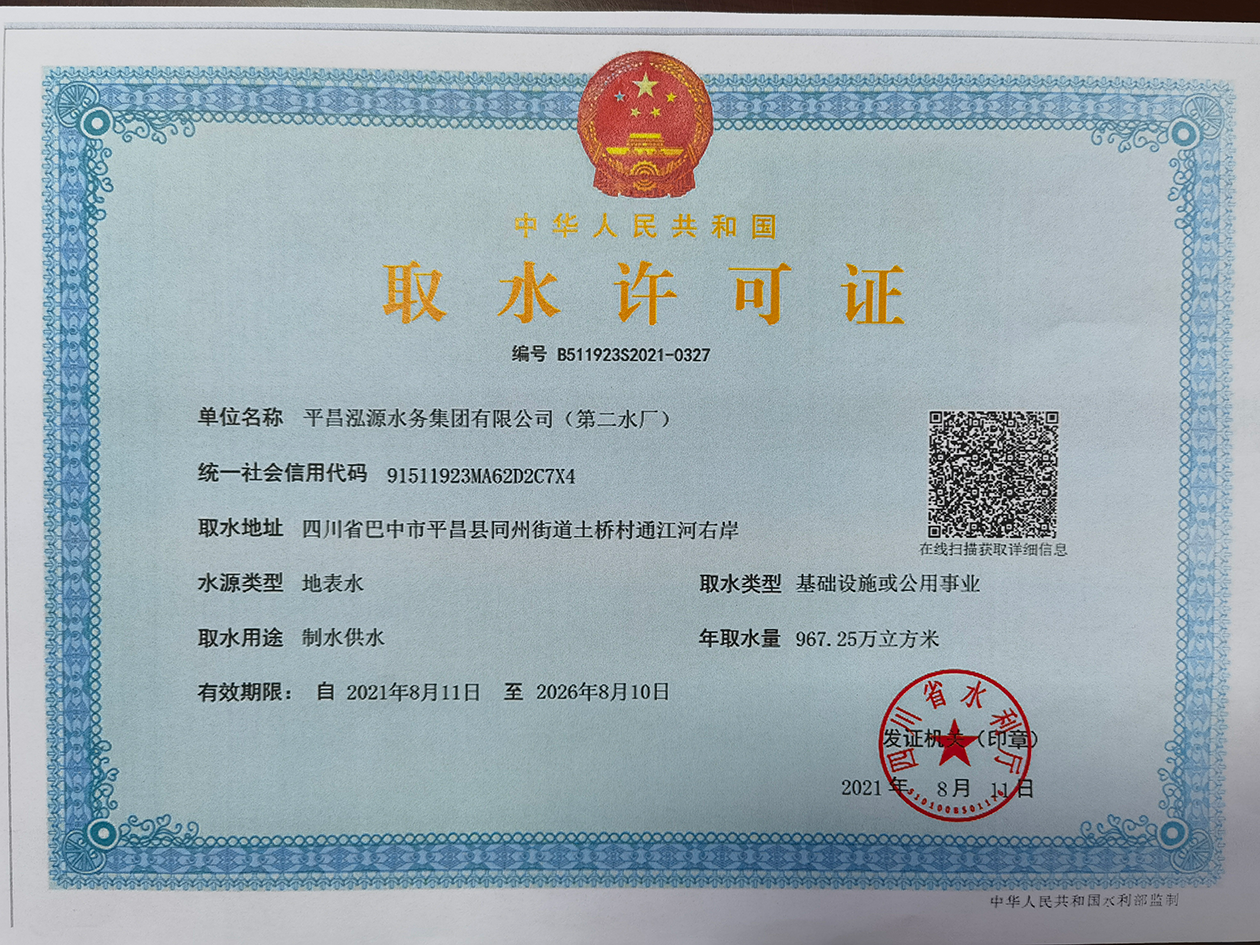 中华人民共和国
取水许可证
编号 B511923S2021-0327
单位名称 平昌泓源水务集团有限公司（第二水厂）
统一社会信用代码 91511923MA62D2C7X4
取水地址 四川省巴中市平昌县同州街道土桥村通江河右岸
在线扫描获取详细信息
水源类型 地表水 取水类型 基础设施或公用事业
取水用途 制水供水 年取水量 967.25万立方米
有效期限： 自 2021年8月11日 至 2026年8月10日
四川省水利厅
发证机关（印章）
2021年 8月 11日
中华人民共和国水利部监制